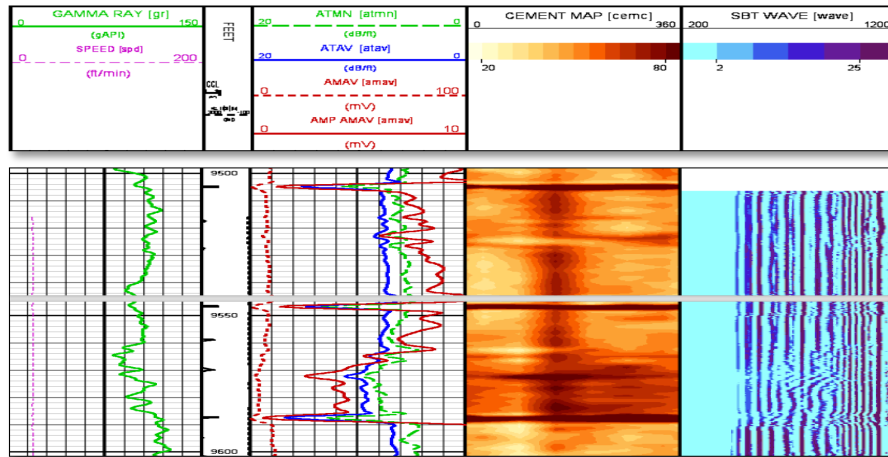 GAMMA RAY [gr]
0 150
(gAPI)
SPEED [spd]
0 200
(ft/min)
FEET
CCL
ATMN [atmn]
20 0
(dB/ft)
ATAV [atav]
20 0
(dB/ft)
AMAV [amav]
0 100
(mV)
AMP AMAV [amav]
0 10
(mV)
CEMENT MAP [cemc]
0 360
20 80
SBT WAVE [wave]
200 1200
2 25
9500
9550
9600